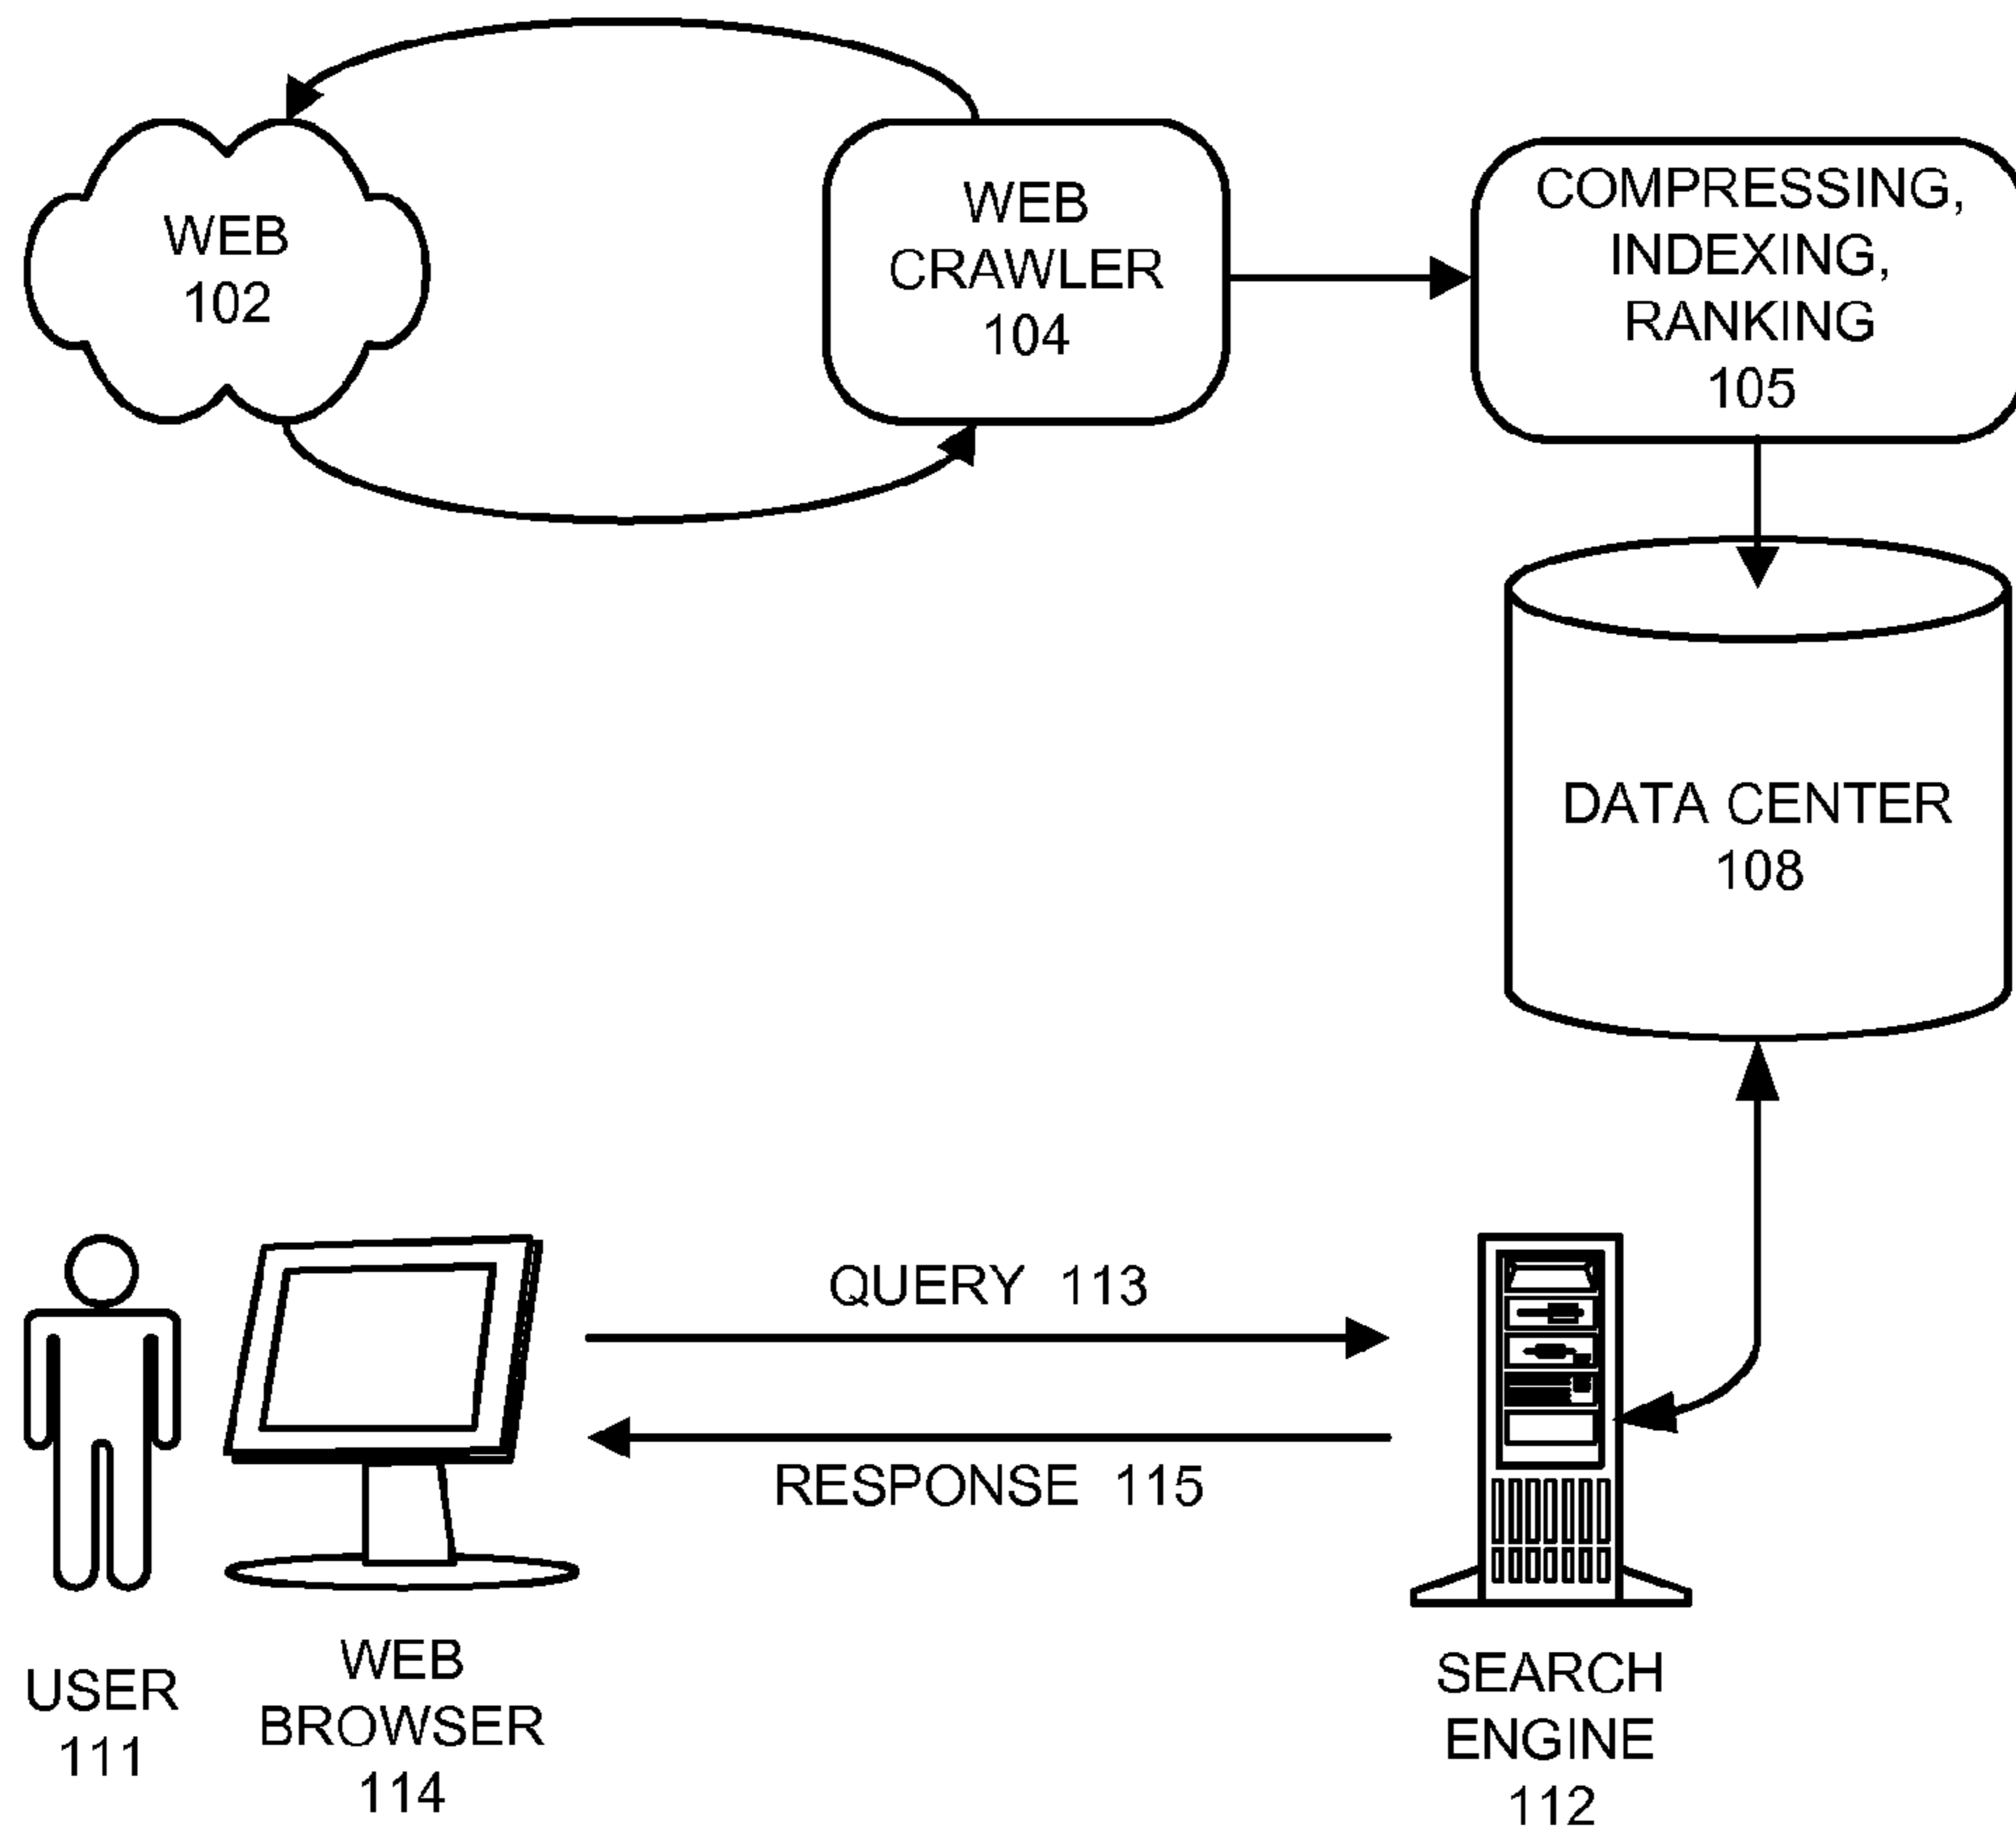 WEB
102
WEB
CRAWLER
104
COMPRESSING,
INDEXING,
RANKING
105
DATA CENTER
108
QUERY 113
RESPONSE 115
USER
111
WEB
BROWSER
114
SEARCH
ENGINE
112